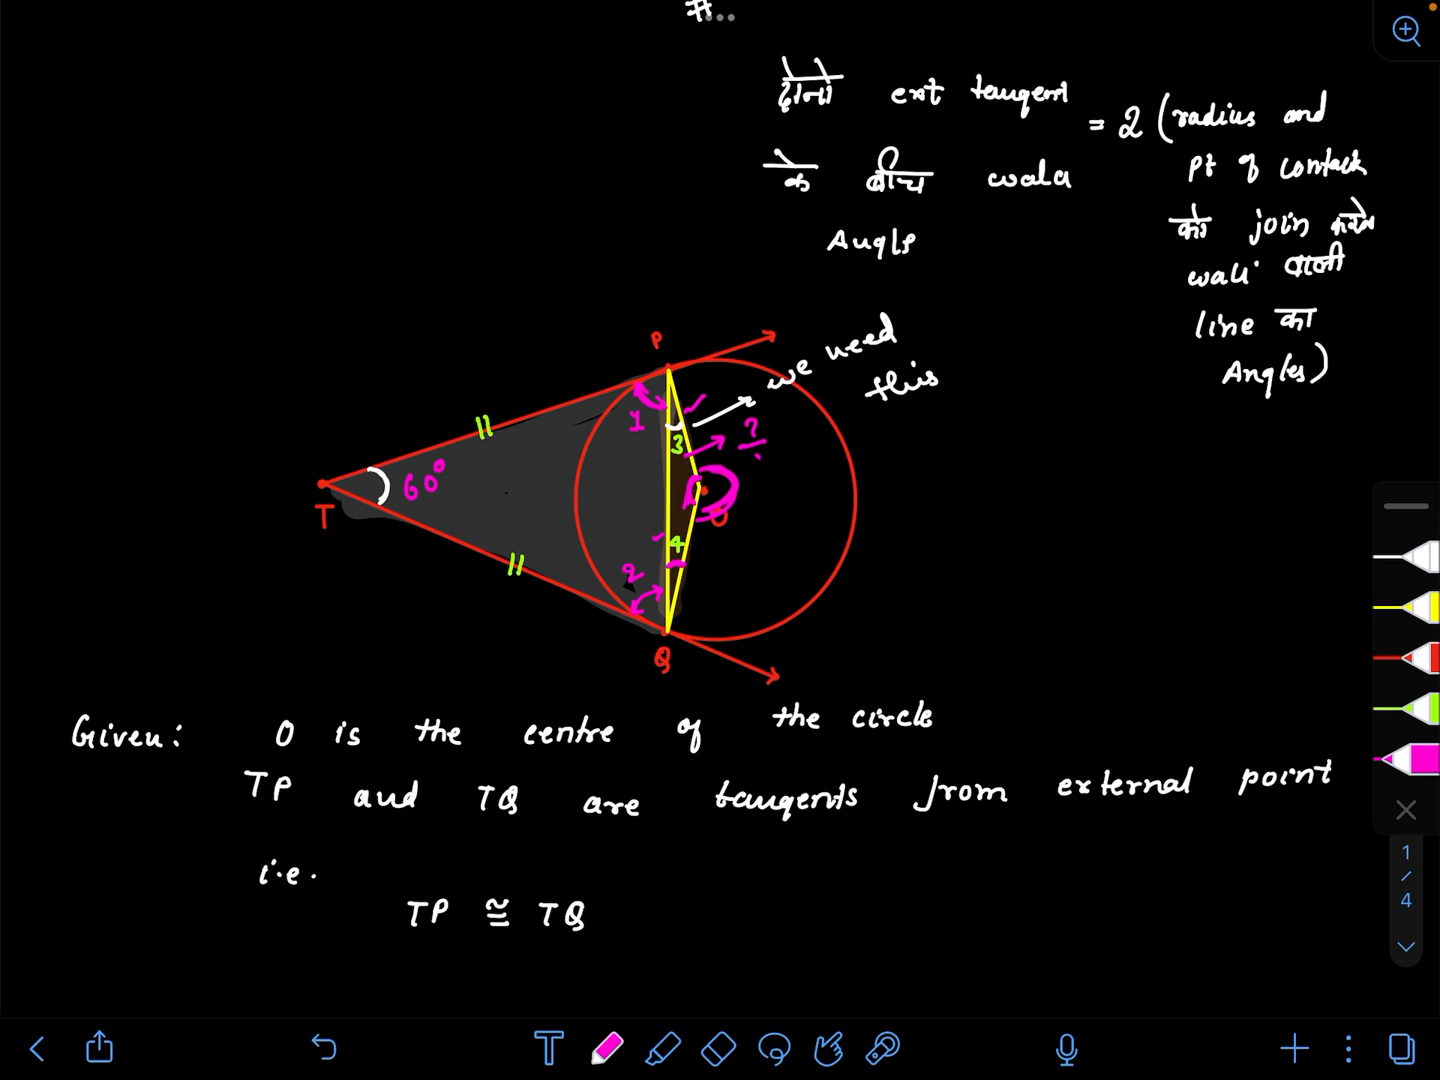 #...
दोनो ext tangent = 2 (radius and
के बीच wala pt of contact
Angle को join करने
wali वाली
line का
Angles)
we need
this
P
1
3
?
60°
T
O
4
2
Q
Given: O is the centre of the circle
TP and TQ are tangents from external point
i.e.
TP ≅ TQ
T
1
/
4